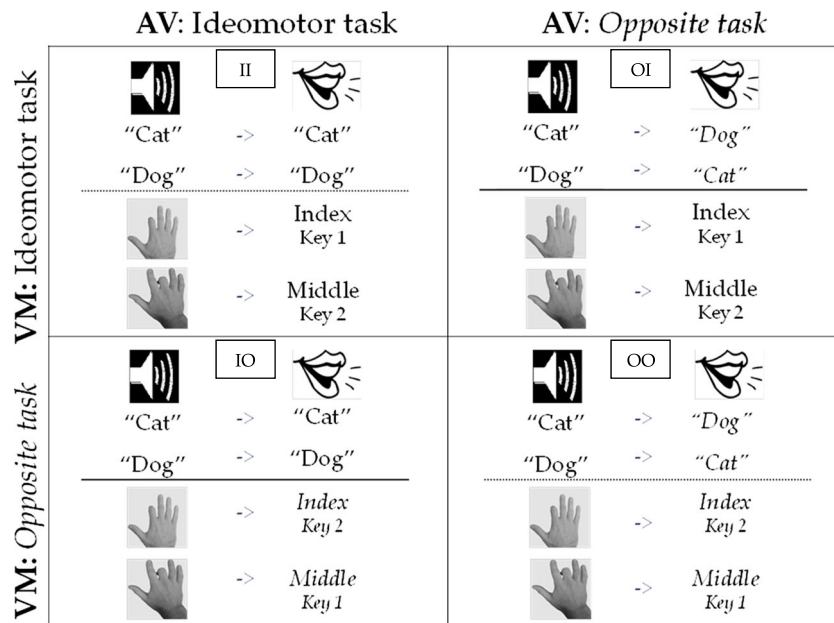 AV: Ideomotor task
AV: Opposite task
VM: Ideomotor task
II
"Cat" -> "Cat"
"Dog" -> "Dog"
-> Index
Key 1
-> Middle
Key 2
OI
"Cat" -> "Dog"
"Dog" -> "Cat"
-> Index
Key 1
-> Middle
Key 2
VM: Opposite task
IO
"Cat" -> "Cat"
"Dog" -> "Dog"
-> Index
Key 2
-> Middle
Key 1
OO
"Cat" -> "Dog"
"Dog" -> "Cat"
-> Index
Key 2
-> Middle
Key 1